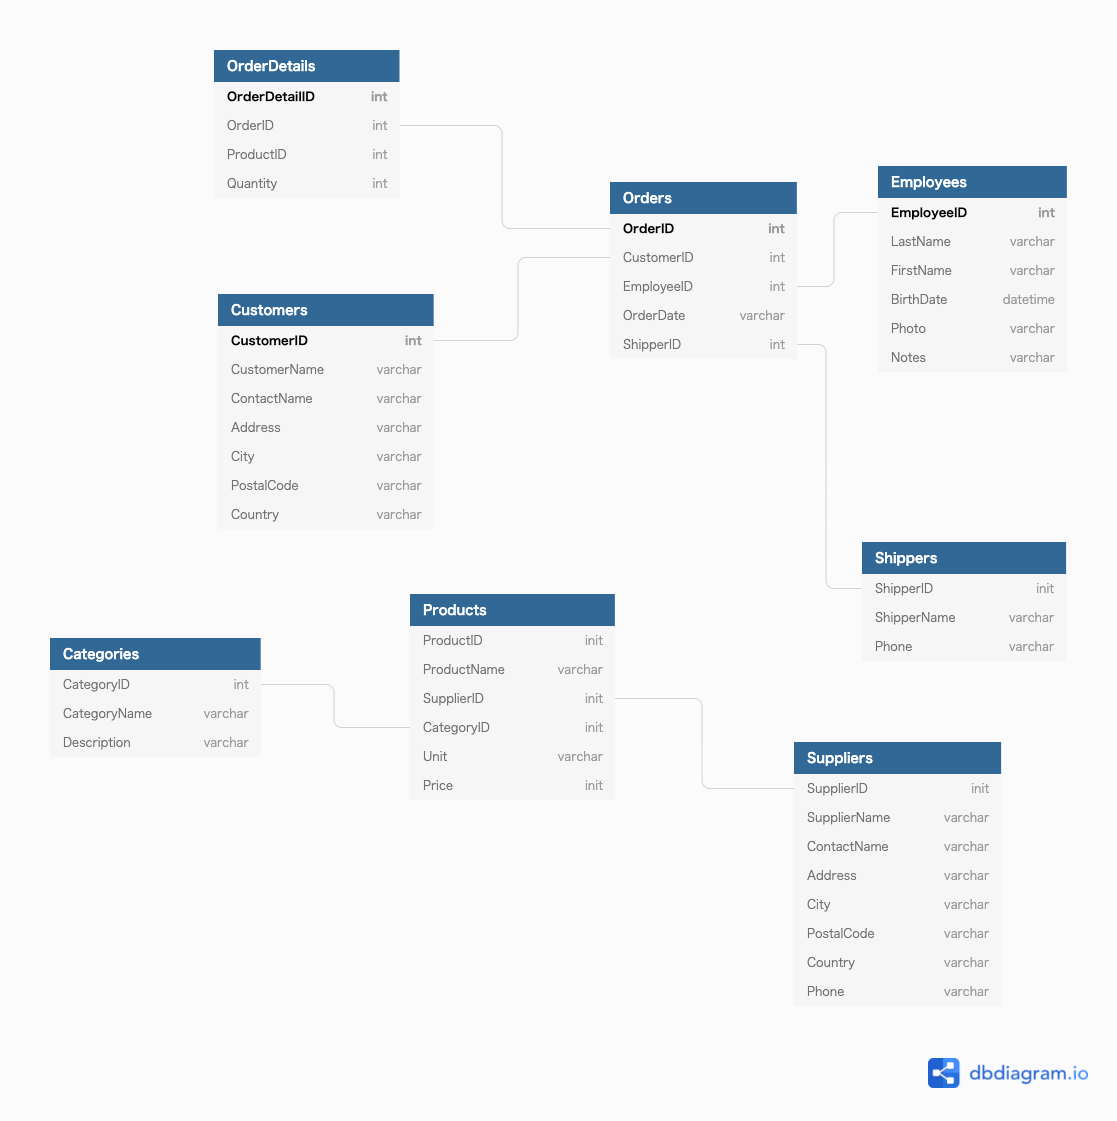 OrderDetails
OrderDetailID int
OrderID int
ProductID int
Quantity int
Orders
OrderID int
CustomerID int
EmployeeID int
OrderDate varchar
ShipperID int
Employees
EmployeeID int
LastName varchar
FirstName varchar
BirthDate datetime
Photo varchar
Notes varchar
Customers
CustomerID int
CustomerName varchar
ContactName varchar
Address varchar
City varchar
PostalCode varchar
Country varchar
Shippers
ShipperID init
ShipperName varchar
Phone varchar
Products
ProductID init
ProductName varchar
SupplierID init
CategoryID init
Unit varchar
Price init
Categories
CategoryID int
CategoryName varchar
Description varchar
Suppliers
SupplierID init
SupplierName varchar
ContactName varchar
Address varchar
City varchar
PostalCode varchar
Country varchar
Phone varchar
dbdiagram.io